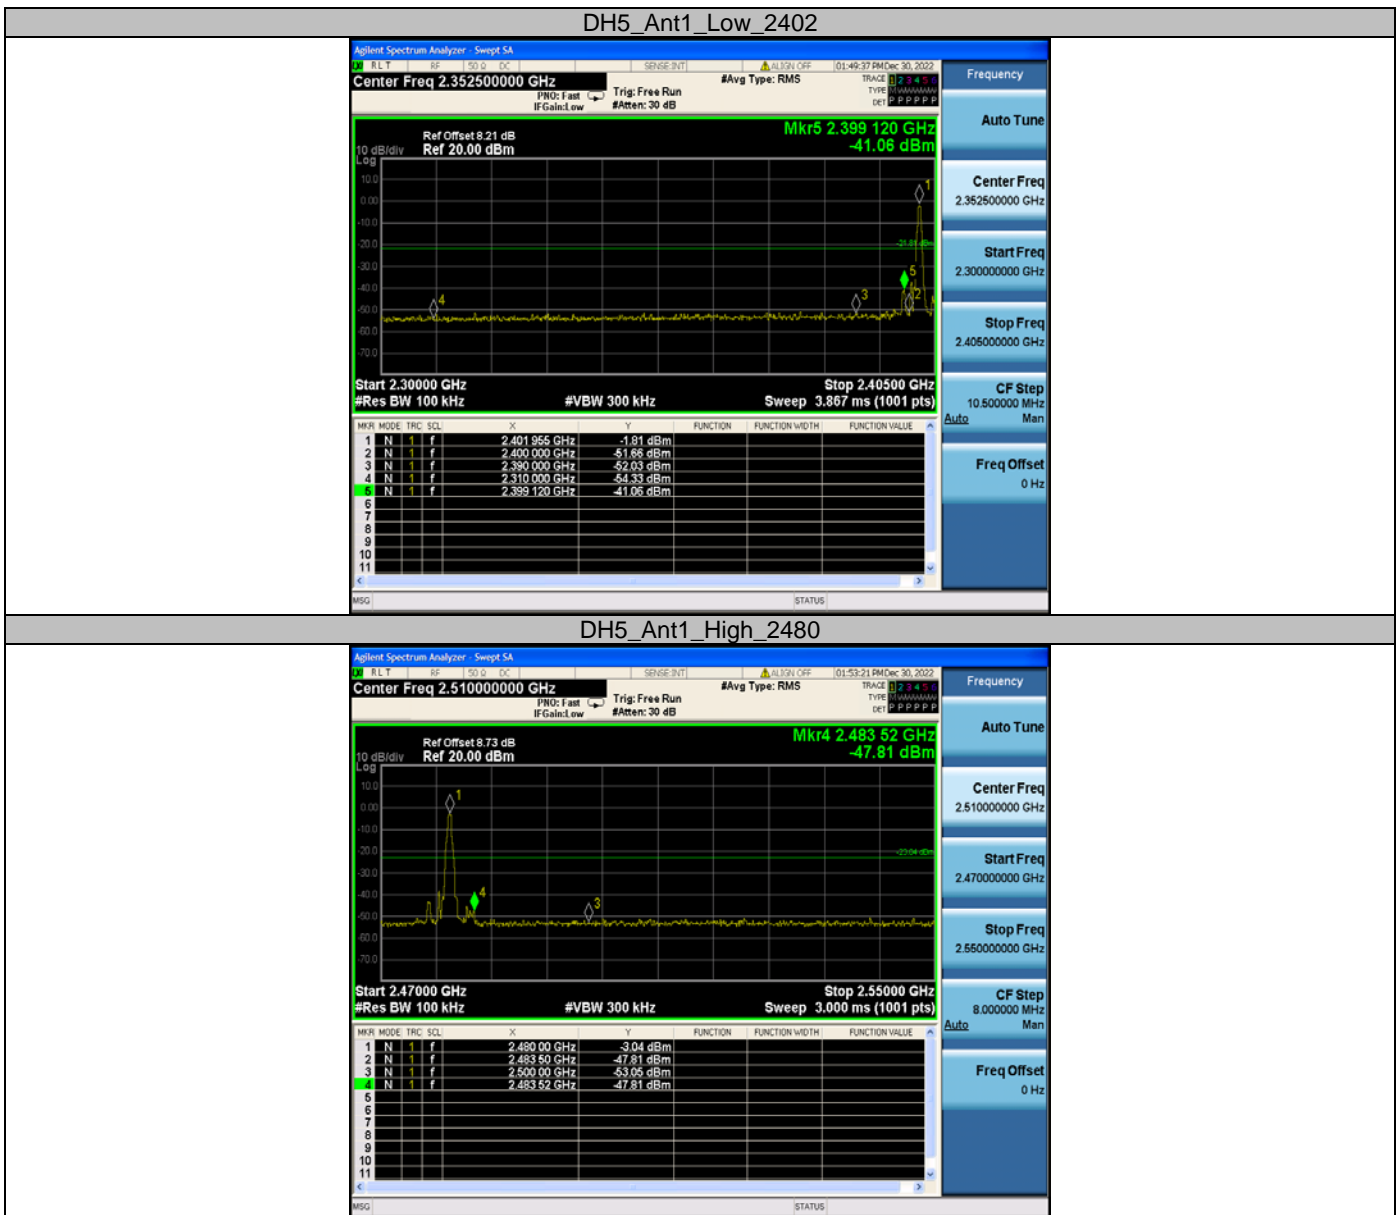 DH5_Ant1_Low_2402
Agilent Spectrum Analyzer - Swept SA
RLT RF 50 Ω DC SENSE:INT ALIGN OFF 01:49:37 PM Dec 30, 2022
Center Freq 2.352500000 GHz #Avg Type: RMS TRACE 1 2 3 4 5 6
PNO: Fast Trig: Free Run TYPE M
IFGain:Low #Atten: 30 dB DET P P P P P P
Frequency
Auto Tune
Mkr5 2.399 120 GHz
Ref Offset 8.21 dB
-41.06 dBm
10 dB/div Ref 20.00 dBm
Log
10.0
0.00
-10.0
-20.0
-30.0
-40.0
-50.0
-60.0
-70.0
-21.81 dBm
1
5
2
3
4
Center Freq
2.352500000 GHz
Start Freq
2.300000000 GHz
Stop Freq
2.405000000 GHz
Start 2.30000 GHz Stop 2.40500 GHz
#Res BW 100 kHz #VBW 300 kHz Sweep 3.867 ms (1001 pts)
CF Step
10.500000 MHz
Auto Man
Freq Offset
0 Hz
MKR MODE TRC SCL X Y FUNCTION FUNCTION WIDTH FUNCTION VALUE
1 N 1 f 2.401 955 GHz -1.81 dBm
2 N 1 f 2.400 000 GHz -51.66 dBm
3 N 1 f 2.390 000 GHz -52.03 dBm
4 N 1 f 2.310 000 GHz -54.33 dBm
5 N 1 f 2.399 120 GHz -41.06 dBm
6
7
8
9
10
11
MSG STATUS
DH5_Ant1_High_2480
Agilent Spectrum Analyzer - Swept SA
RLT RF 50 Ω DC SENSE:INT ALIGN OFF 01:53:21 PM Dec 30, 2022
Center Freq 2.510000000 GHz #Avg Type: RMS TRACE 1 2 3 4 5 6
PNO: Fast Trig: Free Run TYPE M
IFGain:Low #Atten: 30 dB DET P P P P P P
Frequency
Auto Tune
Mkr4 2.483 52 GHz
Ref Offset 8.73 dB
-47.81 dBm
10 dB/div Ref 20.00 dBm
Log
10.0
0.00
-10.0
-20.0
-30.0
-40.0
-50.0
-60.0
-70.0
-23.04 dBm
1
4
3
Center Freq
2.510000000 GHz
Start Freq
2.470000000 GHz
Stop Freq
2.550000000 GHz
Start 2.47000 GHz Stop 2.55000 GHz
#Res BW 100 kHz #VBW 300 kHz Sweep 3.000 ms (1001 pts)
CF Step
8.000000 MHz
Auto Man
Freq Offset
0 Hz
MKR MODE TRC SCL X Y FUNCTION FUNCTION WIDTH FUNCTION VALUE
1 N 1 f 2.480 00 GHz -3.04 dBm
2 N 1 f 2.483 50 GHz -47.81 dBm
3 N 1 f 2.500 00 GHz -53.05 dBm
4 N 1 f 2.483 52 GHz -47.81 dBm
5
6
7
8
9
10
11
MSG STATUS